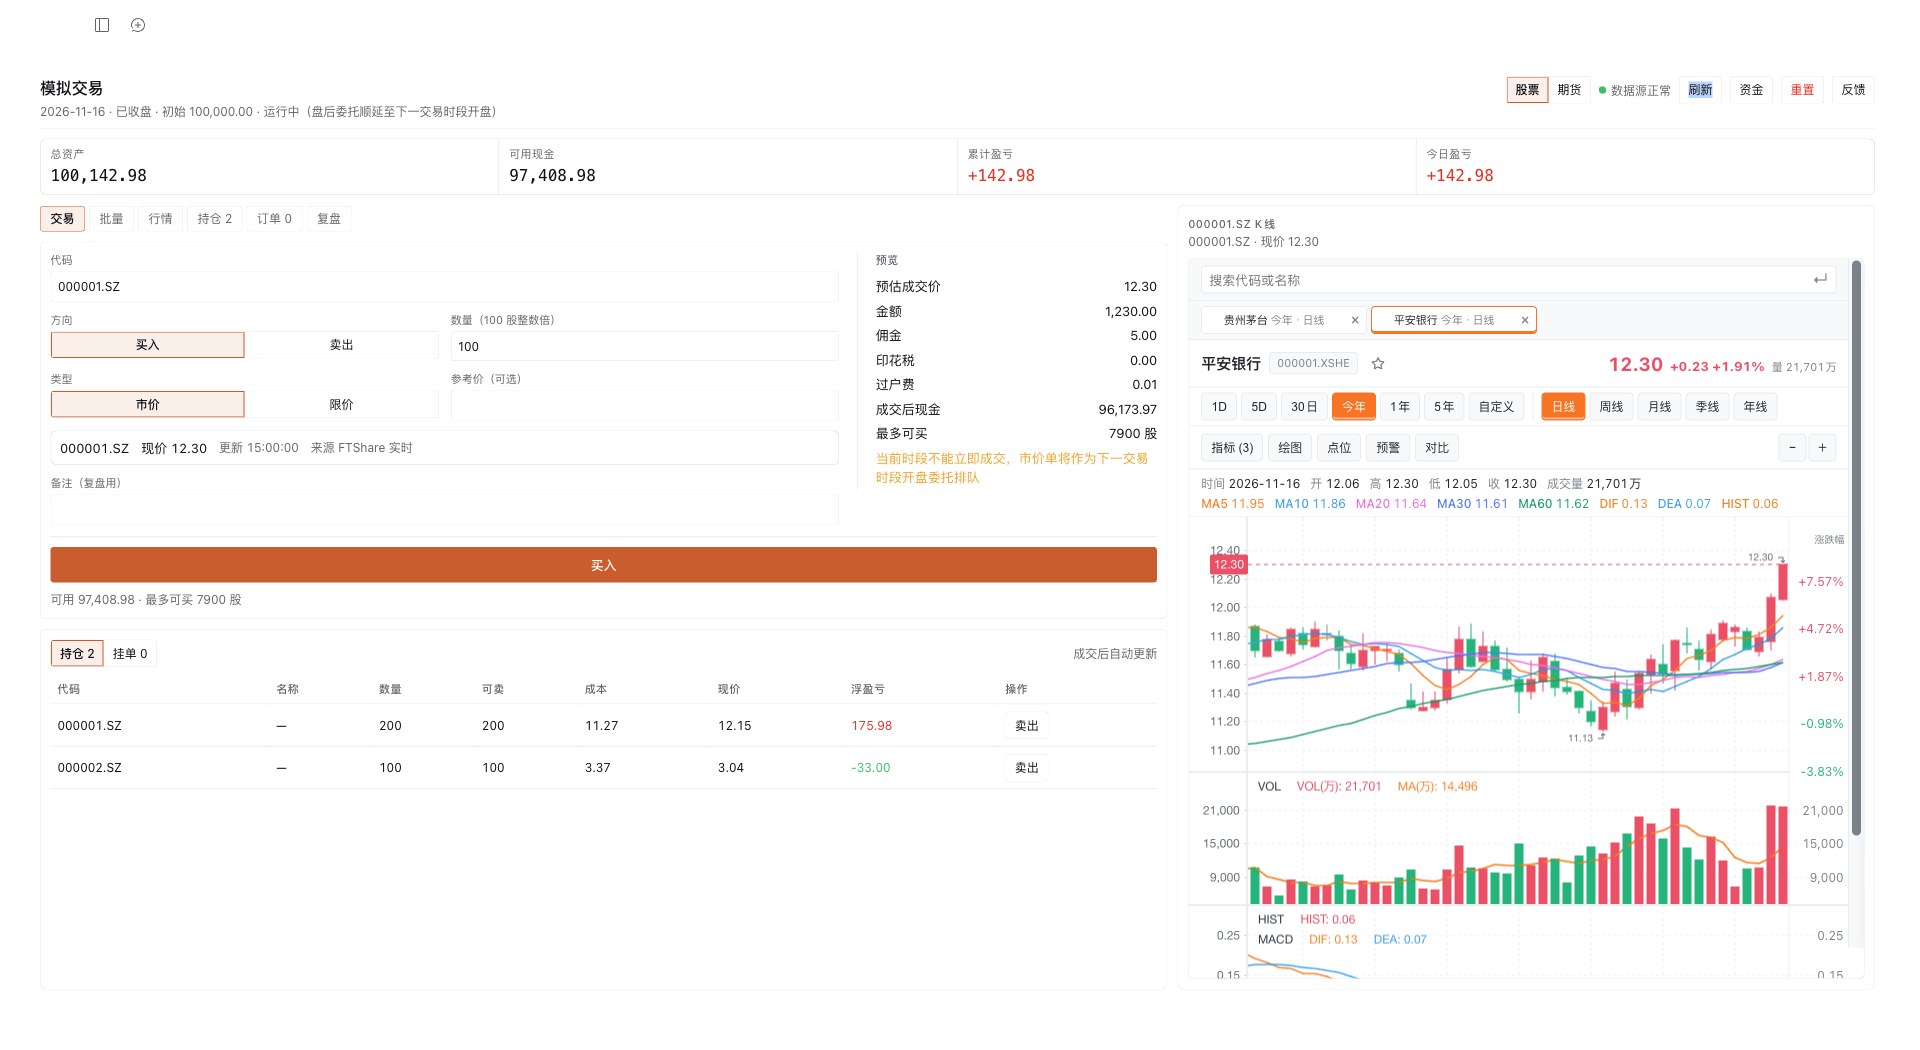 模拟交易
2026-11-16 · 已收盘 · 初始 100,000.00 · 运行中（盘后委托顺延至下一交易时段开盘）
股票 期货 数据源正常 刷新 资金 重置 反馈
总资产 可用现金 累计盈亏 今日盈亏
100,142.98 97,408.98 +142.98 +142.98
交易 批量 行情 持仓 2 订单 0 复盘
代码
000001.SZ
方向 数量（100 股整数倍）
买入 卖出 100
类型 参考价（可选）
市价 限价
000001.SZ 现价 12.30 更新 15:00:00 来源 FTShare 实时
备注（复盘用）
预览
预估成交价 12.30
金额 1,230.00
佣金 5.00
印花税 0.00
过户费 0.01
成交后现金 96,173.97
最多可买 7900 股
当前时段不能立即成交，市价单将作为下一交易
时段开盘委托排队
买入
可用 97,408.98 · 最多可买 7900 股
持仓 2 挂单 0 成交后自动更新
代码 名称 数量 可卖 成本 现价 浮盈亏 操作
000001.SZ — 200 200 11.27 12.15 175.98 卖出
000002.SZ — 100 100 3.37 3.04 -33.00 卖出
000001.SZ K 线
000001.SZ · 现价 12.30
搜索代码或名称
贵州茅台 今年 · 日线 × 平安银行 今年 · 日线 ×
平安银行 000001.XSHE 12.30 +0.23 +1.91% 量 21,701万
1D 5D 30日 今年 1年 5年 自定义 日线 周线 月线 季线 年线
指标 (3) 绘图 点位 预警 对比 − +
时间 2026-11-16 开 12.06 高 12.30 低 12.05 收 12.30 成交量 21,701万
MA5 11.95 MA10 11.86 MA20 11.64 MA30 11.61 MA60 11.62 DIF 0.13 DEA 0.07 HIST 0.06
涨跌幅
12.40
12.30
12.30
12.20
12.00
11.80
11.60
11.40
11.20
11.00
11.13
+7.57%
+4.72%
+1.87%
-0.98%
-3.83%
VOL VOL(万): 21,701 MA(万): 14,496
21,000 21,000
15,000 15,000
9,000 9,000
HIST HIST: 0.06
MACD DIF: 0.13 DEA: 0.07
0.25 0.25
0.15 0.15